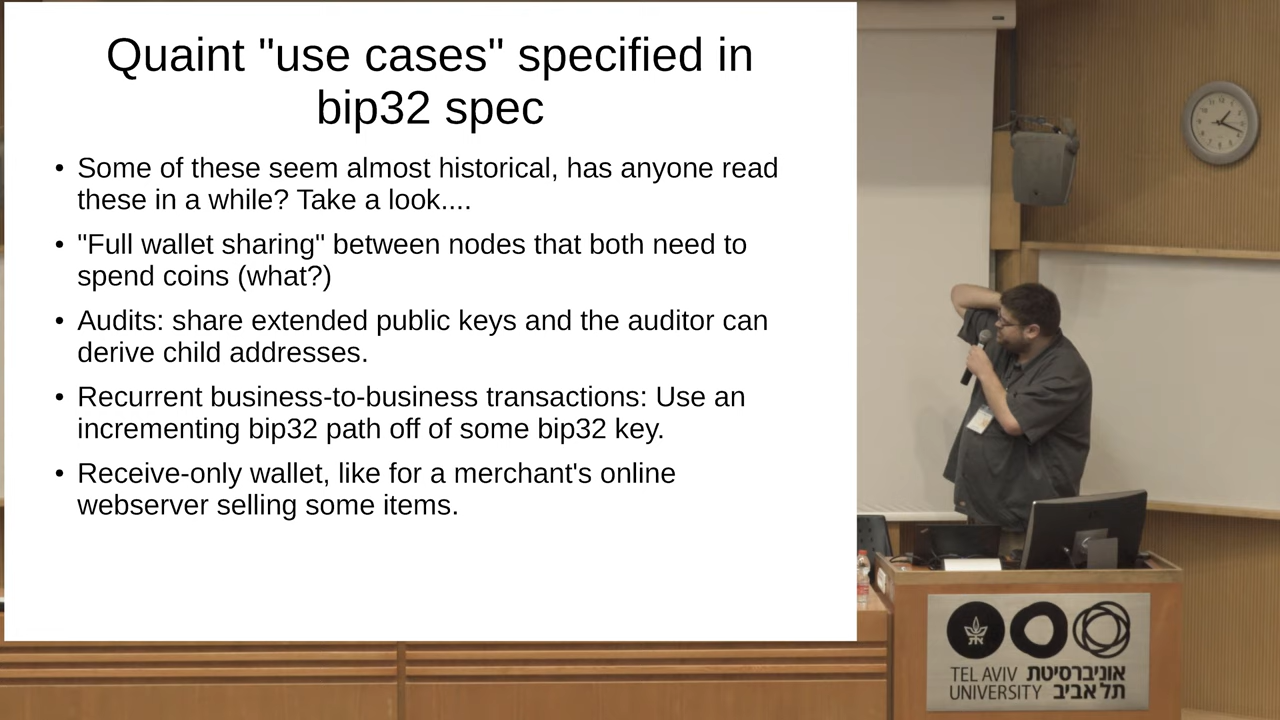 Quaint "use cases" specified in
bip32 spec
• Some of these seem almost historical, has anyone read
these in a while? Take a look....
• "Full wallet sharing" between nodes that both need to
spend coins (what?)
• Audits: share extended public keys and the auditor can
derive child addresses.
• Recurrent business-to-business transactions: Use an
incrementing bip32 path off of some bip32 key.
• Receive-only wallet, like for a merchant's online
webserver selling some items.
TEL AVIV אוניברסיטת
UNIVERSITY תל אביב